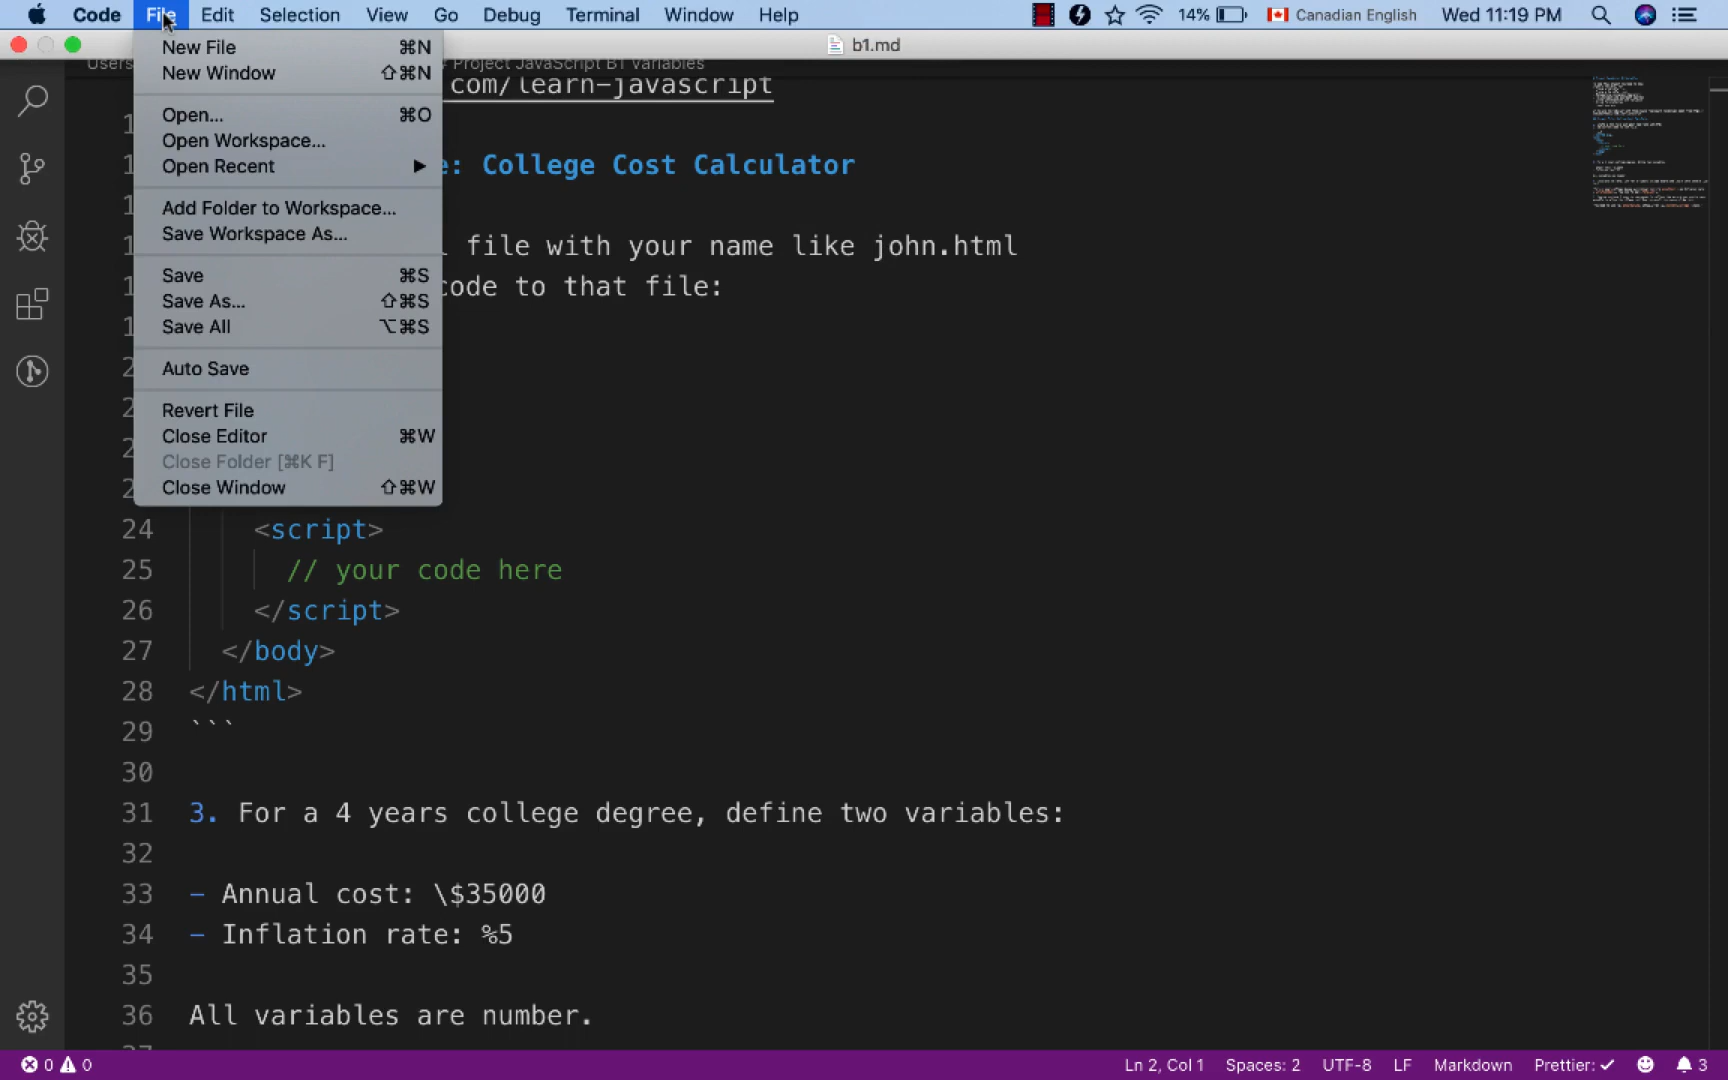 Code File Edit Selection View Go Debug Terminal Window Help 14% Canadian English Wed 11:19 PM
b1.md
Users Project JavaScript B1 Variables
New File ⌘N
New Window ⇧⌘N
Open... ⌘O
Open Workspace...
Open Recent ▶
Add Folder to Workspace...
Save Workspace As...
Save ⌘S
Save As... ⇧⌘S
Save All ⌥⌘S
Auto Save
Revert File
Close Editor ⌘W
Close Folder [⌘K F]
Close Window ⇧⌘W
com/learn-javascript
: College Cost Calculator
file with your name like john.html
code to that file:
24 <script>
25 // your code here
26 </script>
27 </body>
28 </html>
29 ```
30
31 3. For a 4 years college degree, define two variables:
32
33 - Annual cost: \$35000
34 - Inflation rate: %5
35
36 All variables are number.
0 0 Ln 2, Col 1 Spaces: 2 UTF-8 LF Markdown Prettier: ✓ 3